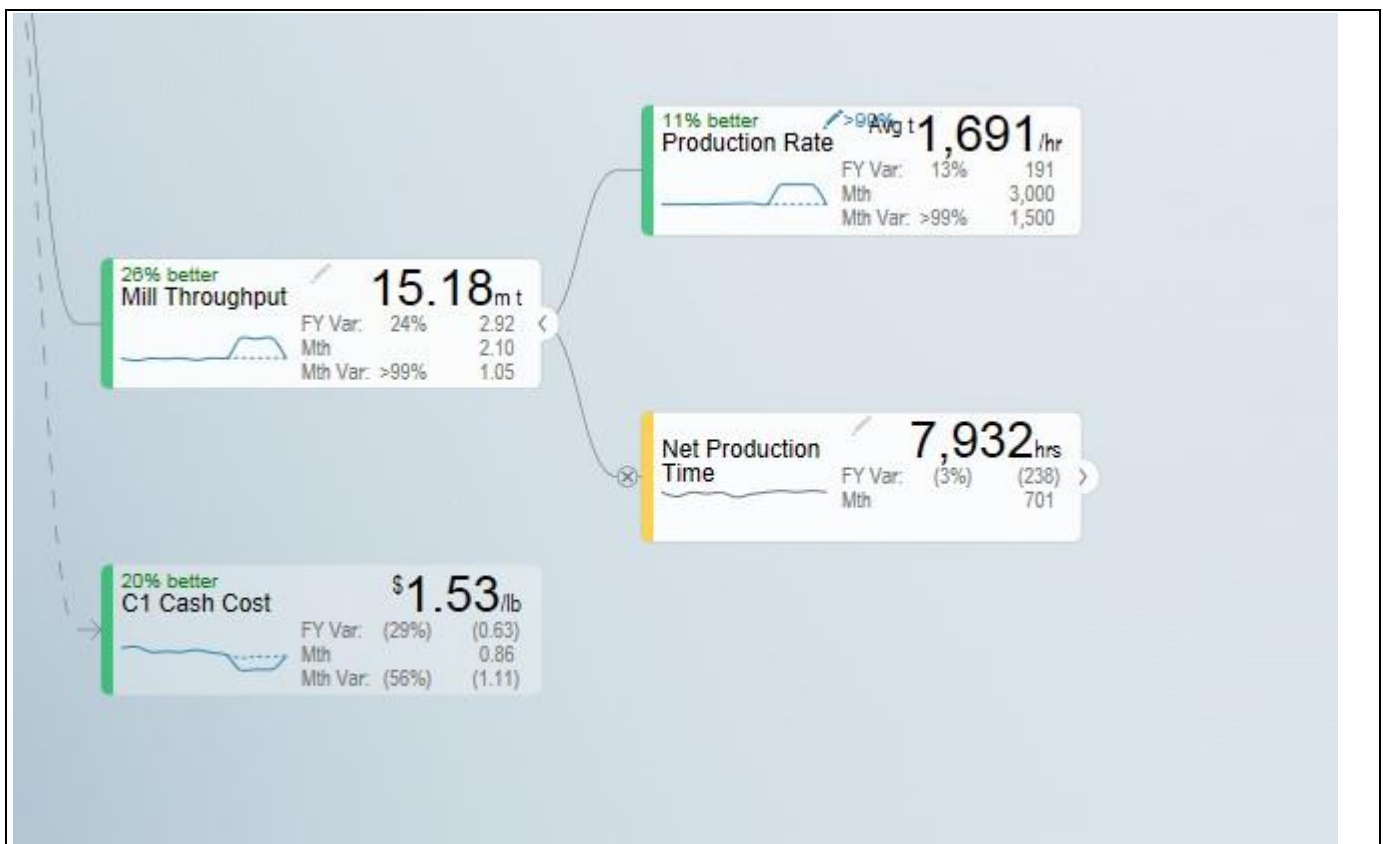 11% better
Production Rate
>99%
Avg t 1,691/hr
FY Var: 13% 191
Mth 3,000
Mth Var: >99% 1,500
26% better
Mill Throughput
15.18 m t
FY Var: 24% 2.92
Mth 2.10
Mth Var: >99% 1.05
Net Production
Time
7,932hrs
FY Var: (3%) (238)
Mth 701
20% better
C1 Cash Cost
$1.53/lb
FY Var: (29%) (0.63)
Mth 0.86
Mth Var: (56%) (1.11)